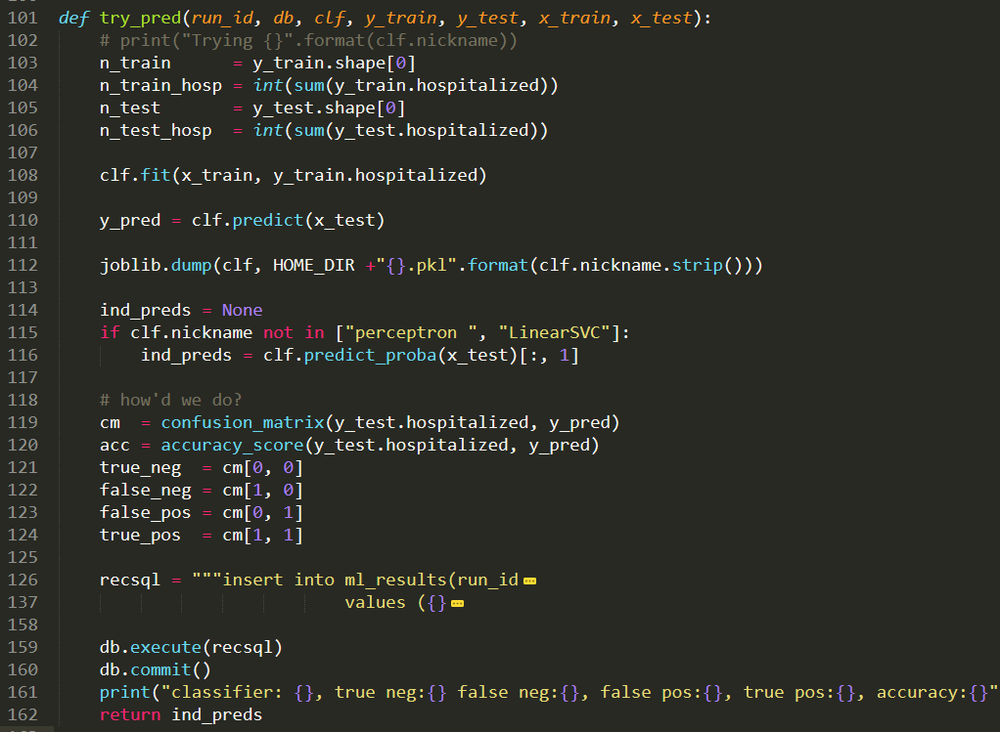 101 def try_pred(run_id, db, clf, y_train, y_test, x_train, x_test):
102     # print("Trying {}".format(clf.nickname))
103     n_train      = y_train.shape[0]
104     n_train_hosp = int(sum(y_train.hospitalized))
105     n_test       = y_test.shape[0]
106     n_test_hosp  = int(sum(y_test.hospitalized))
107
108     clf.fit(x_train, y_train.hospitalized)
109
110     y_pred = clf.predict(x_test)
111
112     joblib.dump(clf, HOME_DIR +"{}.pkl".format(clf.nickname.strip()))
113
114     ind_preds = None
115     if clf.nickname not in ["perceptron ", "LinearSVC"]:
116         ind_preds = clf.predict_proba(x_test)[:, 1]
117
118     # how'd we do?
119     cm  = confusion_matrix(y_test.hospitalized, y_pred)
120     acc = accuracy_score(y_test.hospitalized, y_pred)
121     true_neg  = cm[0, 0]
122     false_neg = cm[1, 0]
123     false_pos = cm[0, 1]
124     true_pos  = cm[1, 1]
125
126     recsql = """insert into ml_results(run_id
137                             values ({}
158
159     db.execute(recsql)
160     db.commit()
161     print("classifier: {}, true neg:{} false neg:{}, false pos:{}, true pos:{}, accuracy:{}"
162     return ind_preds